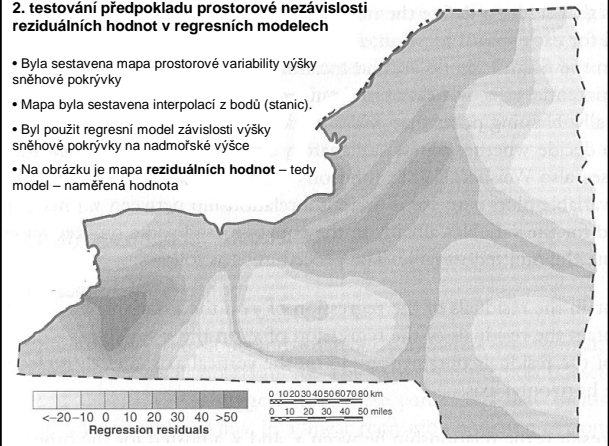 2. testování předpokladu prostorové nezávislosti
reziduálních hodnot v regresních modelech
• Byla sestavena mapa prostorové variability výšky
sněhové pokrývky
• Mapa byla sestavena interpolací z bodů (stanic).
• Byl použit regresní model závislosti výšky
sněhové pokrývky na nadmořské výšce
• Na obrázku je mapa reziduálních hodnot – tedy
model – naměřená hodnota
0 10 20 30 40 50 60 70 80 km
0 10 20 30 40 50 miles
<-20 -10 0 10 20 30 40 >50
Regression residuals